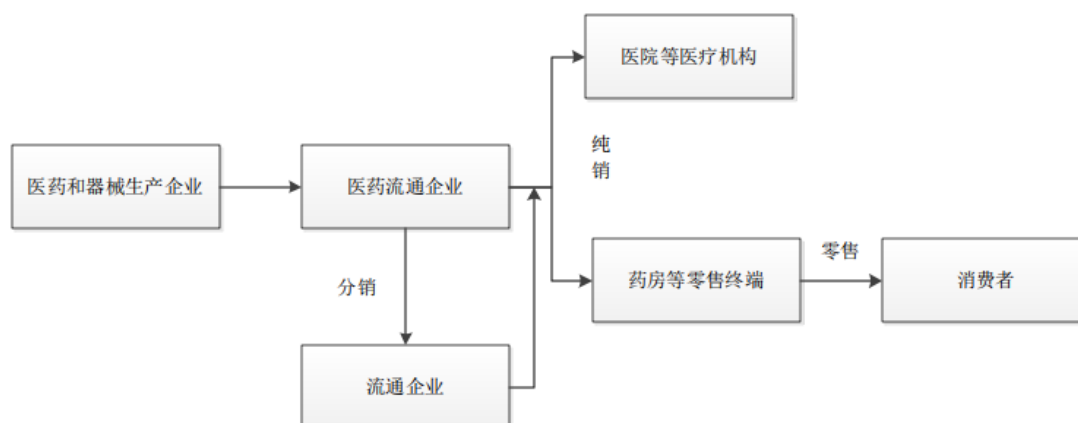 医院等医疗机构
纯
销
医药和器械生产企业
医药流通企业
分销
药房等零售终端
零售
消费者
流通企业